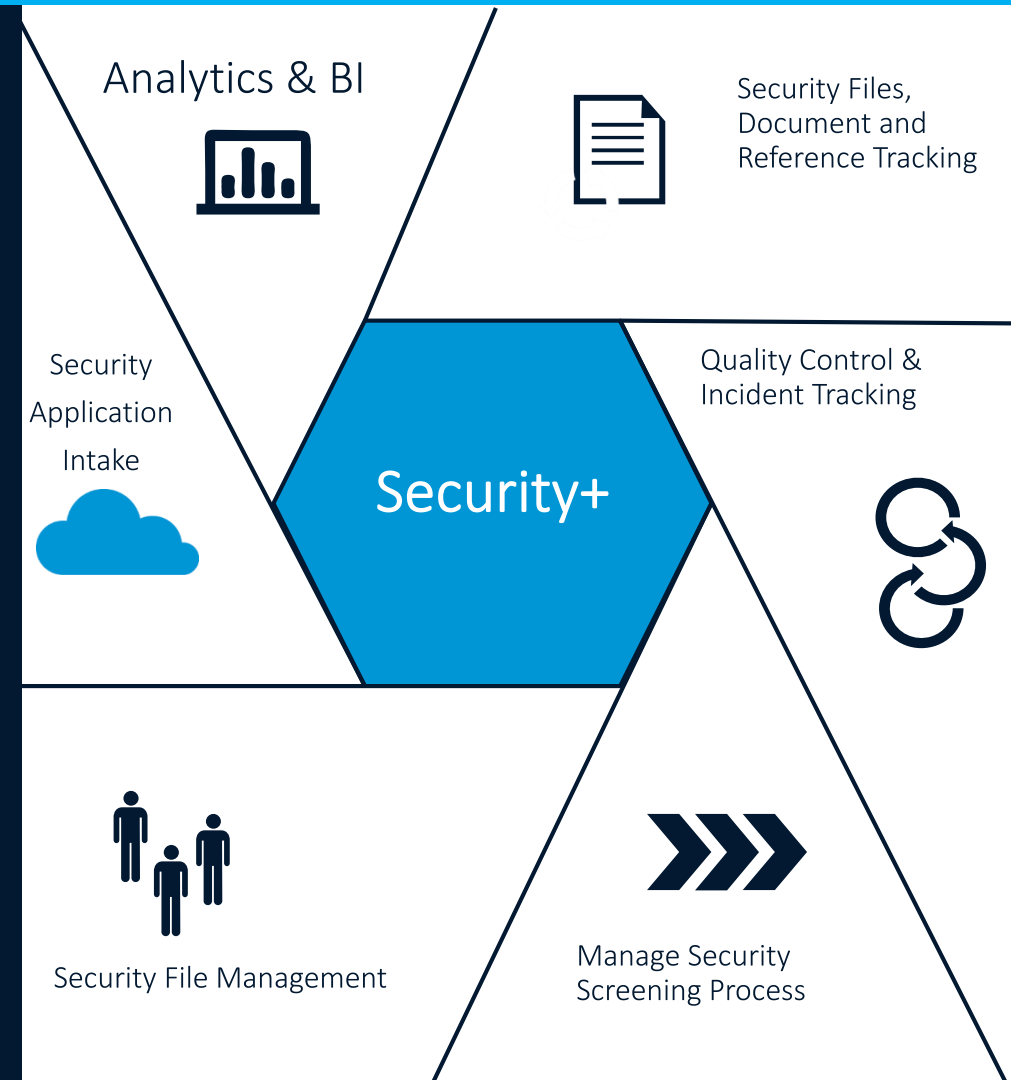 Analytics & BI
Security Files,
Document and
Reference Tracking
Security
Application
Intake
Security+
Quality Control &
Incident Tracking
Security File Management
Manage Security
Screening Process